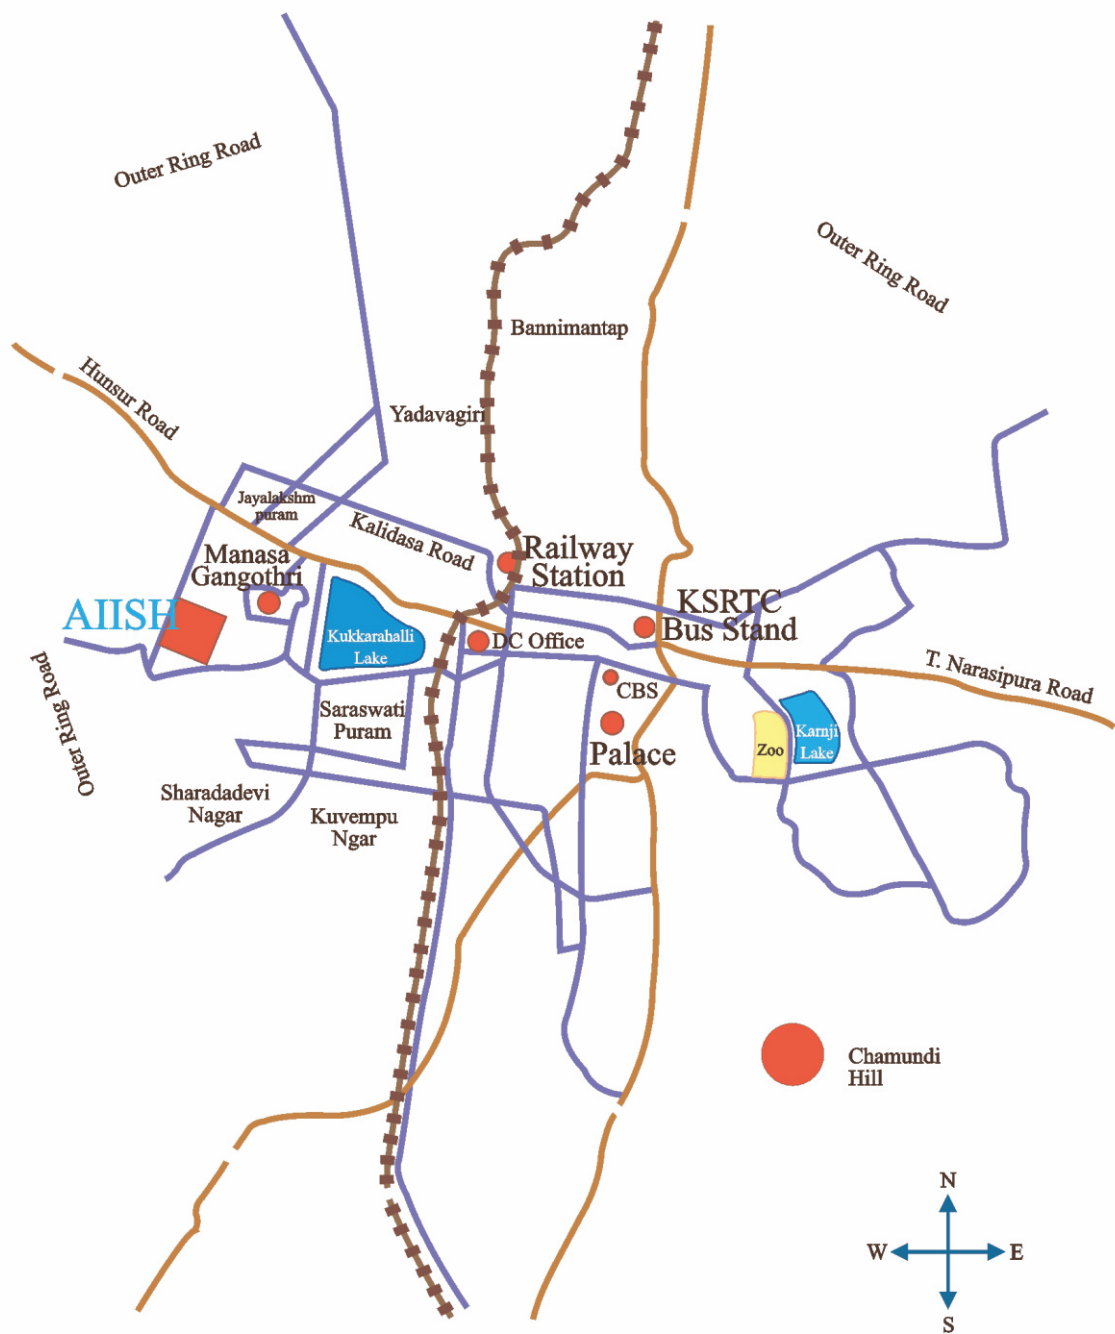 Outer Ring Road
Outer Ring Road
Bannimantap
Hunsur Road
Yadavagiri
Jayalakshm
puram
Kalidasa Road
Manasa
Gangothri
Railway
Station
AIISH
KSRTC
Bus Stand
Kukkarahalli
Lake
DC Office
Outer Ring Road
T. Narasipura Road
CBS
Saraswati
Puram
Palace
Zoo
Karnji
Lake
Sharadadevi
Nagar
Kuvempu
Ngar
Chamundi
Hill
N
W
E
S